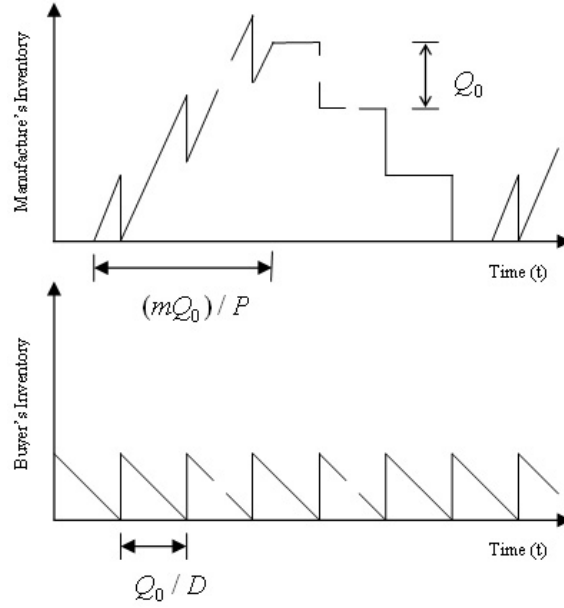 Manufacture's Inventory
Q₀
Time (t)
(mQ₀) / P
Buyer's Inventory
Time (t)
Q₀ / D